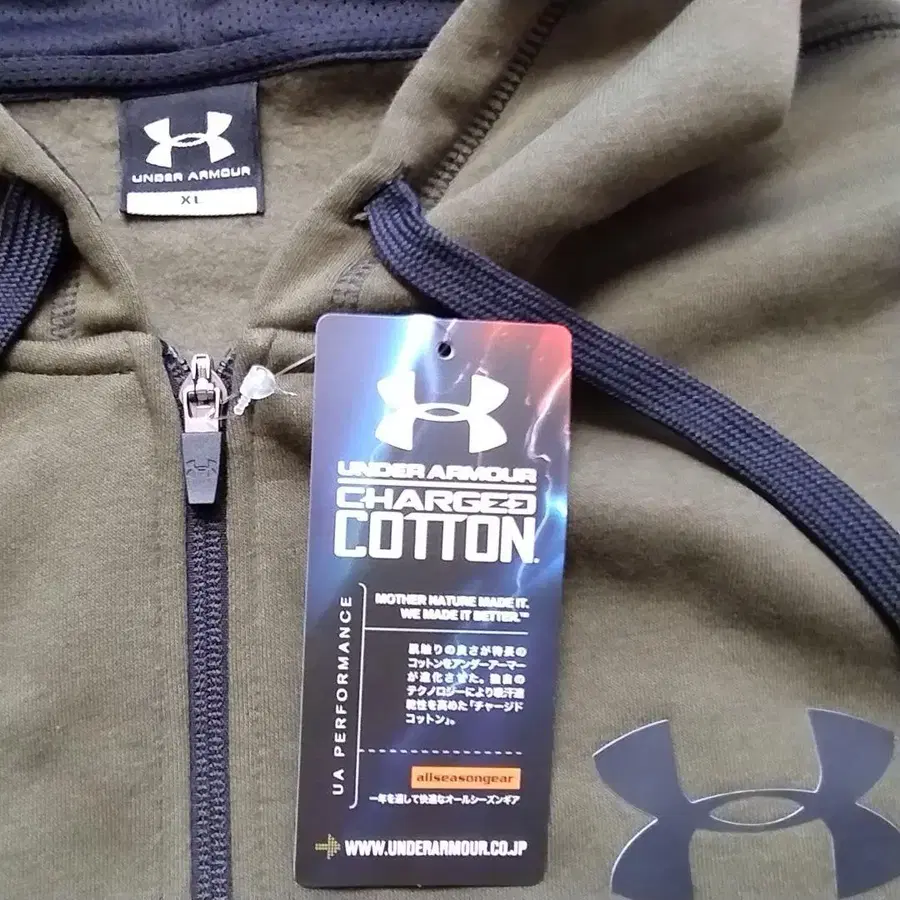 UNDER ARMOUR
XL
UNDER ARMOUR
CHARGED
COTTON®
MOTHER NATURE MADE IT.
WE MADE IT BETTER.™
UA PERFORMANCE
肌触りの良さが特長の
コットンをアンダーアーマー
が進化させた。独自の
テクノロジーにより吸汗速
乾性を高めた「チャージド
コットン」。
allseasongear
一年を通して快適なオールシーズンギア
WWW.UNDERARMOUR.CO.JP